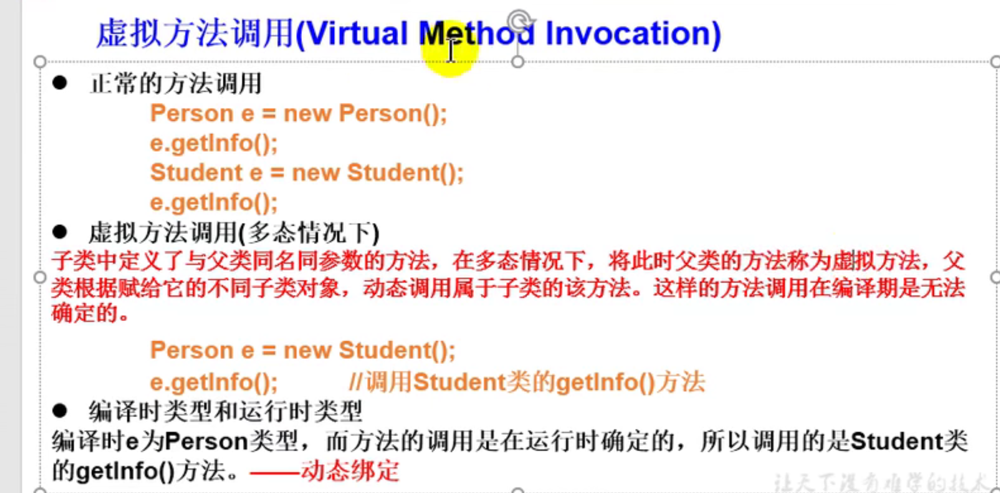 虚拟方法调用(Virtual Method Invocation)
● 正常的方法调用
Person e = new Person();
e.getInfo();
Student e = new Student();
e.getInfo();
● 虚拟方法调用(多态情况下)
子类中定义了与父类同名同参数的方法，在多态情况下，将此时父类的方法称为虚拟方法，父
类根据赋给它的不同子类对象，动态调用属于子类的该方法。这样的方法调用在编译期是无法
确定的。
Person e = new Student();
e.getInfo(); //调用Student类的getInfo()方法
● 编译时类型和运行时类型
编译时e为Person类型，而方法的调用是在运行时确定的，所以调用的是Student类
的getInfo()方法。——动态绑定
让天下没有难学的技术